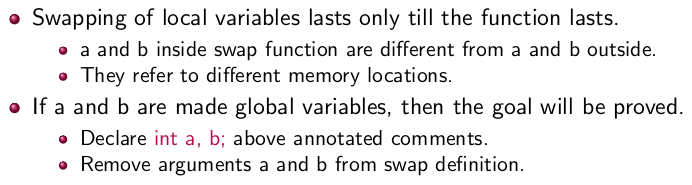 Swapping of local variables lasts only till the function lasts.
a and b inside swap function are different from a and b outside.
They refer to different memory locations.
If a and b are made global variables, then the goal will be proved.
Declare int a, b; above annotated comments.
Remove arguments a and b from swap definition.